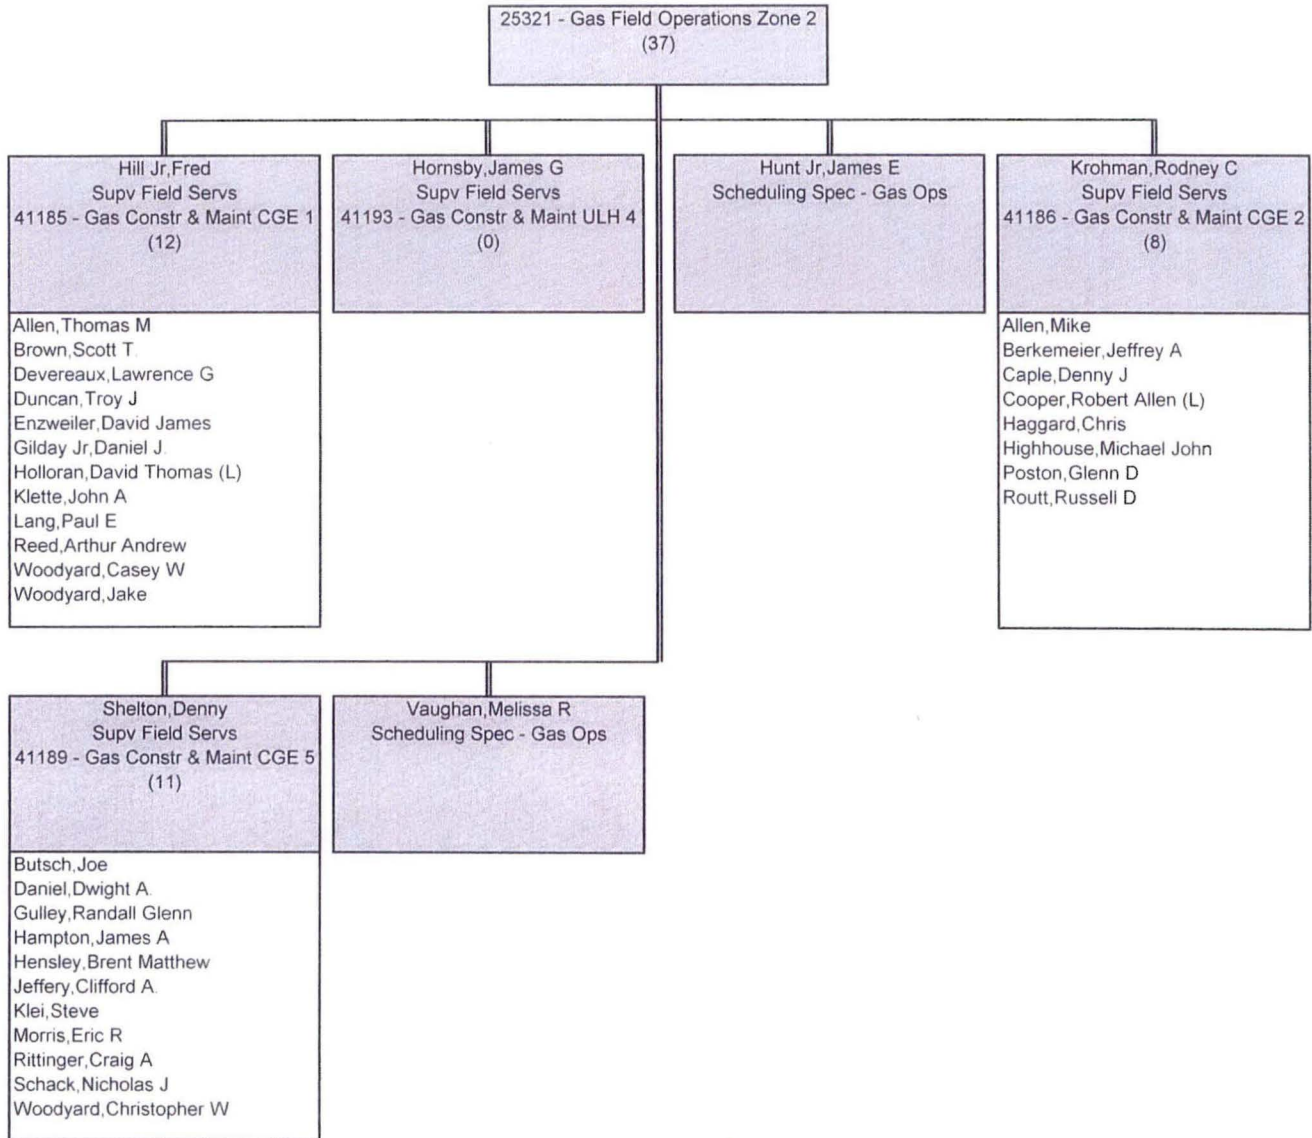 25321 - Gas Field Operations Zone 2
(37)
Hill Jr,Fred
Supv Field Servs
41185 - Gas Constr & Maint CGE 1
(12)
Allen,Thomas M
Brown,Scott T.
Devereaux,Lawrence G
Duncan,Troy J
Enzweiler,David James
Gilday Jr,Daniel J.
Holloran,David Thomas (L)
Klette,John A
Lang,Paul E
Reed,Arthur Andrew
Woodyard,Casey W
Woodyard,Jake
Hornsby,James G
Supv Field Servs
41193 - Gas Constr & Maint ULH 4
(0)
Hunt Jr,James E
Scheduling Spec - Gas Ops
Krohman,Rodney C
Supv Field Servs
41186 - Gas Constr & Maint CGE 2
(8)
Allen,Mike
Berkemeier,Jeffrey A
Caple,Denny J
Cooper,Robert Allen (L)
Haggard,Chris
Highhouse,Michael John
Poston,Glenn D
Routt,Russell D
Shelton,Denny
Supv Field Servs
41189 - Gas Constr & Maint CGE 5
(11)
Butsch,Joe
Daniel,Dwight A.
Gulley,Randall Glenn
Hampton,James A
Hensley,Brent Matthew
Jeffery,Clifford A.
Klei,Steve
Morris,Eric R
Rittinger,Craig A
Schack,Nicholas J
Woodyard,Christopher W
Vaughan,Melissa R
Scheduling Spec - Gas Ops